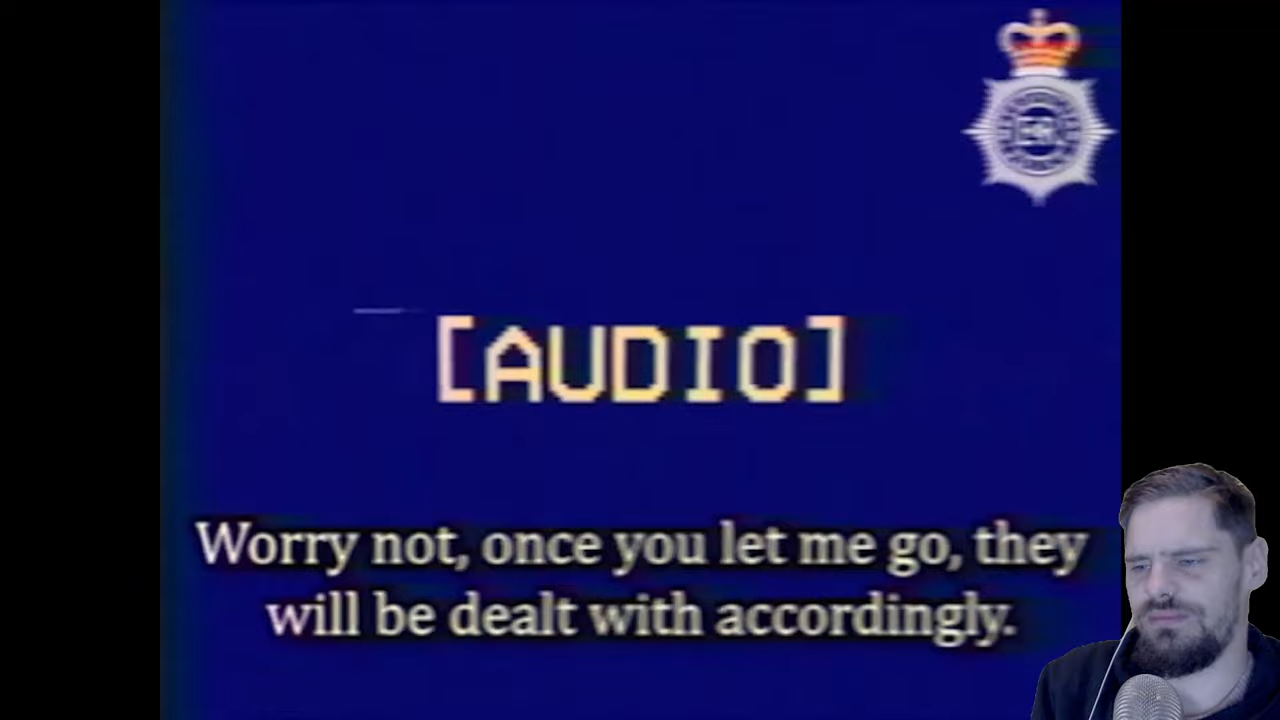 [AUDIO]
Worry not, once you let me go, they
will be dealt with accordingly.